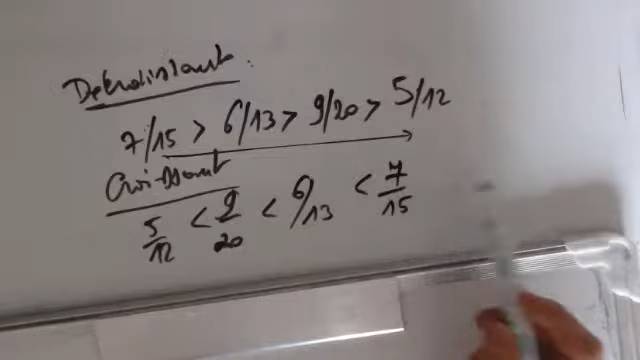 Décroissant :
7/15 > 6/13 > 9/20 > 5/12
Croissant
5/12 < 9/20 < 6/13 < 7/15